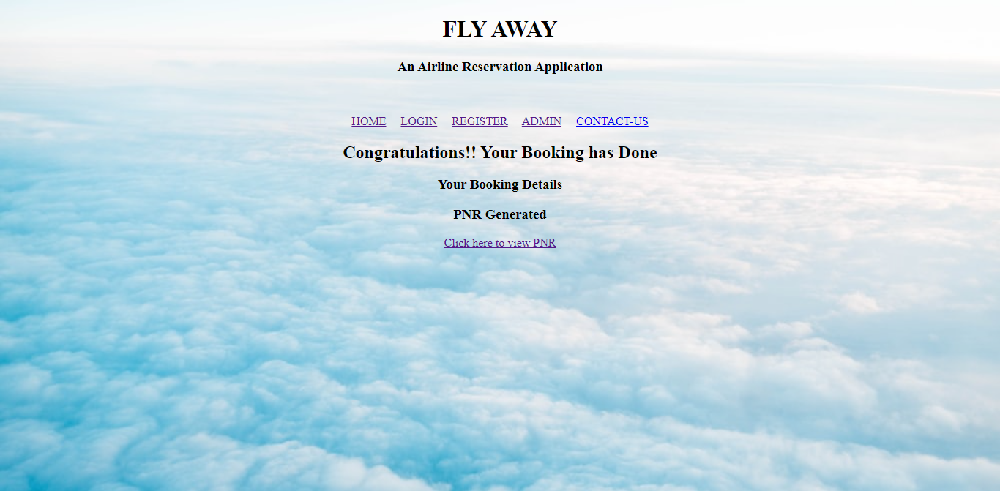 FLY AWAY
An Airline Reservation Application
HOME LOGIN REGISTER ADMIN CONTACT-US
Congratulations!! Your Booking has Done
Your Booking Details
PNR Generated
Click here to view PNR